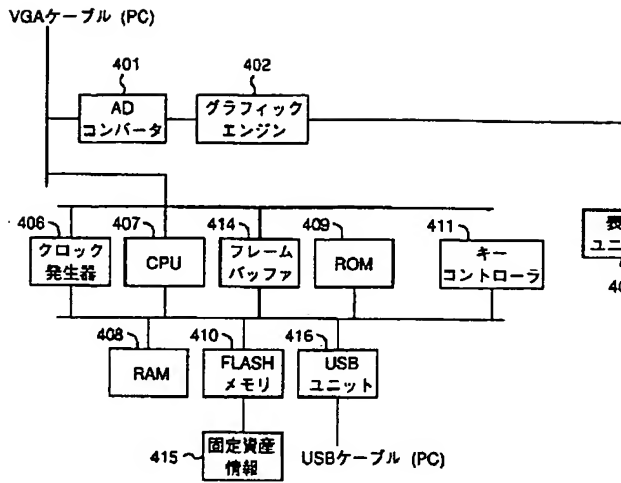 VGAケーブル (PC)
401
402
AD
コンバータ
グラフィック
エンジン
406
407
414
409
411
クロック
発生器
CPU
フレーム
バッファ
ROM
キー
コントローラ
ユニ
408
410
416
RAM
FLASH
メモリ
USB
ユニット
415
固定資産
情報
USBケーブル (PC)